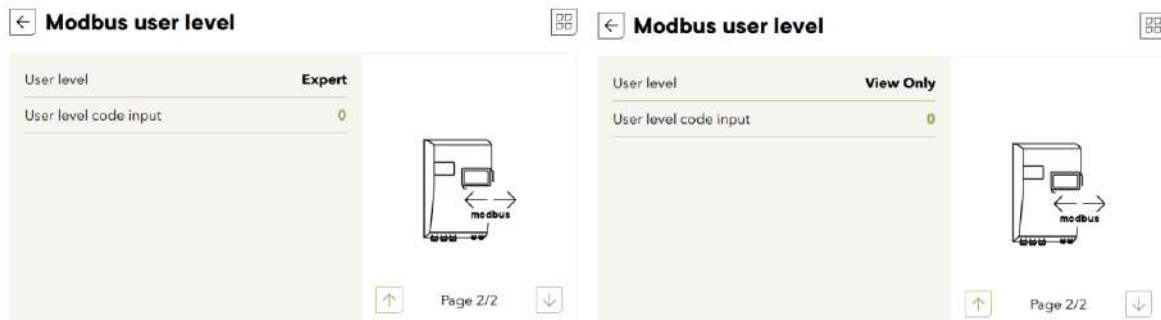 Modbus user level
User level Expert
User level code input 0
modbus
Page 2/2
Modbus user level
User level View Only
User level code input 0
modbus
Page 2/2